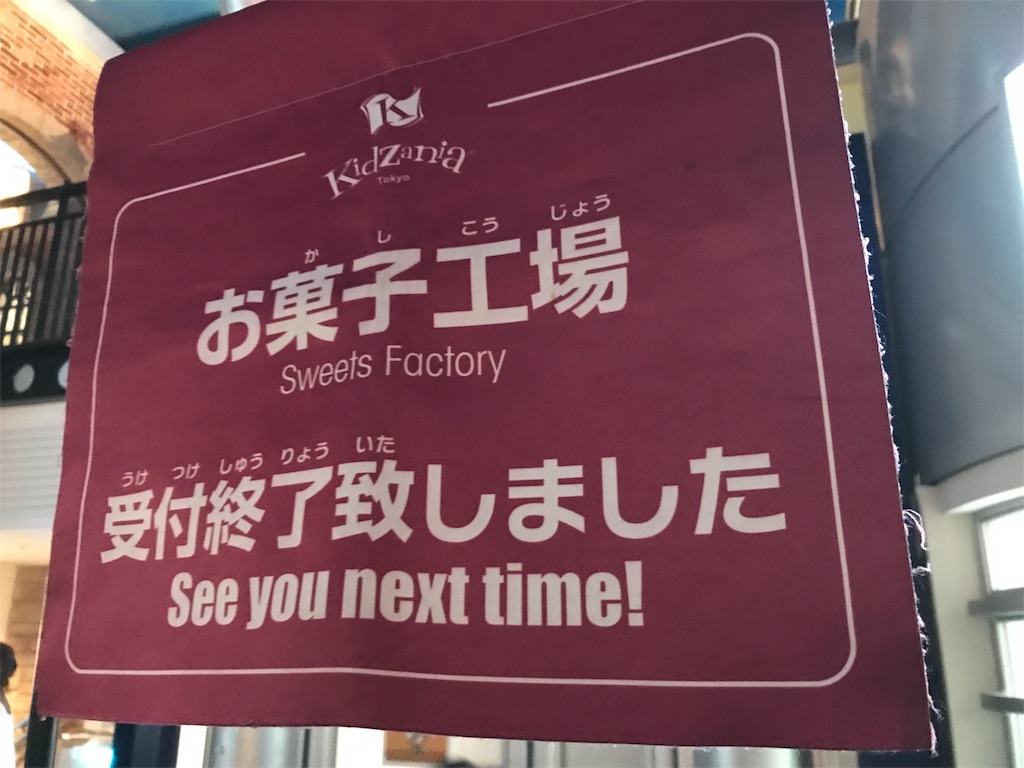 K
KidZania
Tokyo
か し こう じょう
お菓子工場
Sweets Factory
うけ つけ しゅう りょう いた
受付終了致しました
See you next time!